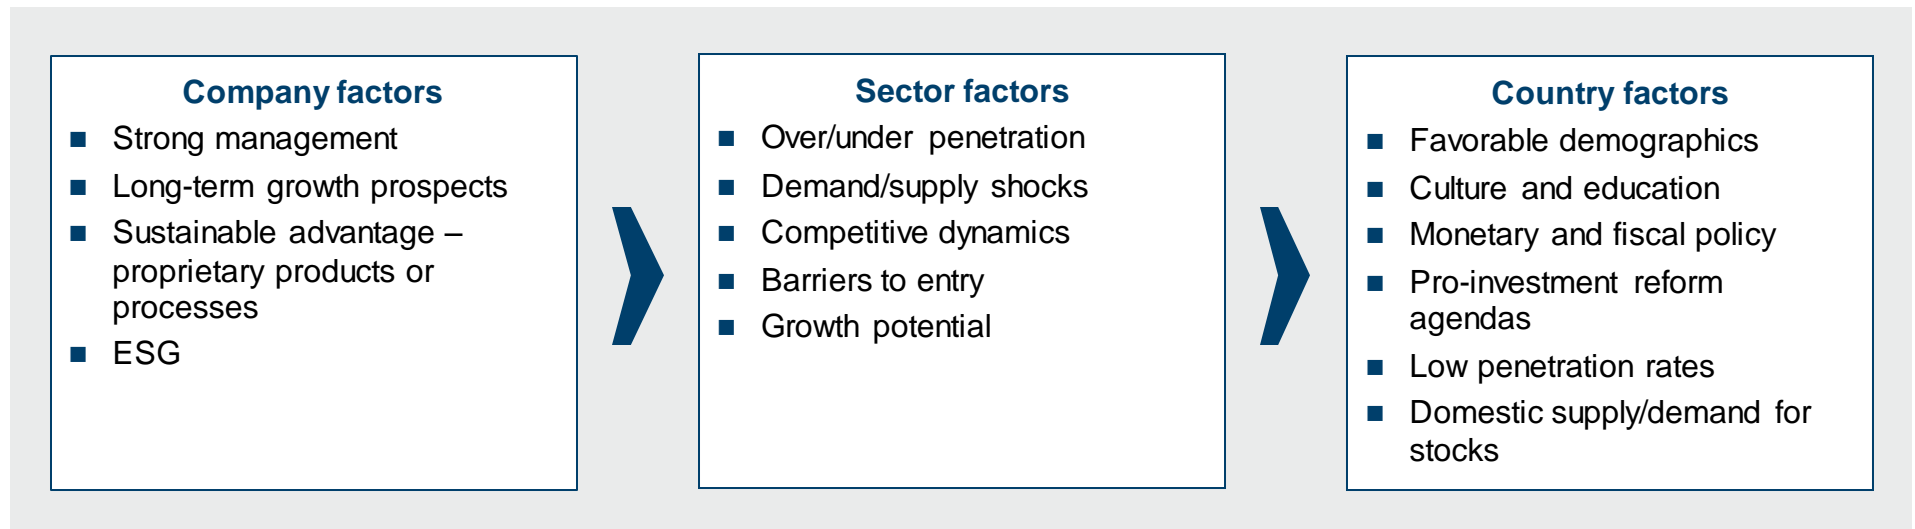 Company factors
Strong management
Long-term growth prospects
Sustainable advantage –
proprietary products or
processes
ESG
Sector factors
Over/under penetration
Demand/supply shocks
Competitive dynamics
Barriers to entry
Growth potential
Country factors
Favorable demographics
Culture and education
Monetary and fiscal policy
Pro-investment reform
agendas
Low penetration rates
Domestic supply/demand for
stocks